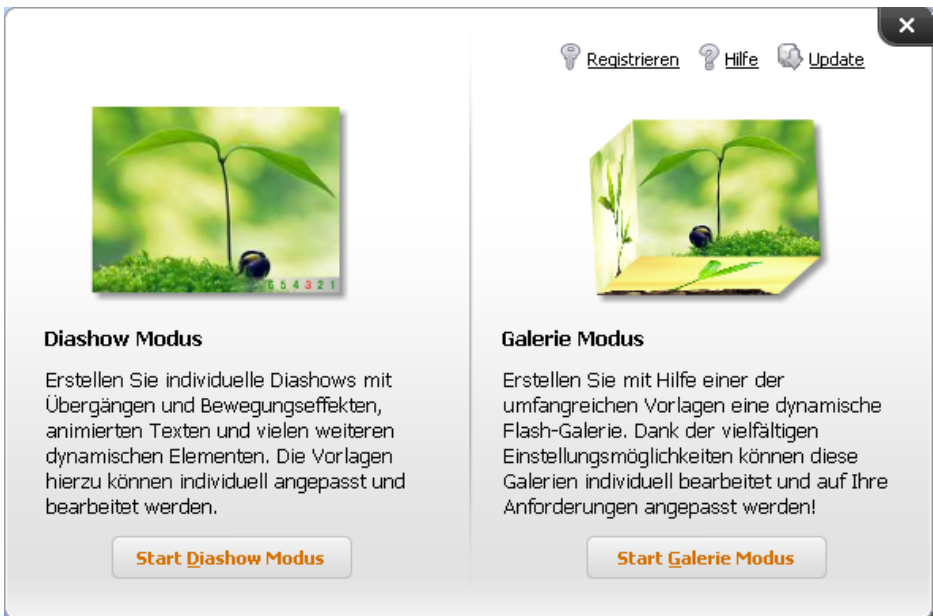 Registrieren Hilfe Update
6 5 4 3 2 1
Diashow Modus
Erstellen Sie individuelle Diashows mit
Übergängen und Bewegungseffekten,
animierten Texten und vielen weiteren
dynamischen Elementen. Die Vorlagen
hierzu können individuell angepasst und
bearbeitet werden.
Start Diashow Modus
Galerie Modus
Erstellen Sie mit Hilfe einer der
umfangreichen Vorlagen eine dynamische
Flash-Galerie. Dank der vielfältigen
Einstellungsmöglichkeiten können diese
Galerien individuell bearbeitet und auf Ihre
Anforderungen angepasst werden!
Start Galerie Modus